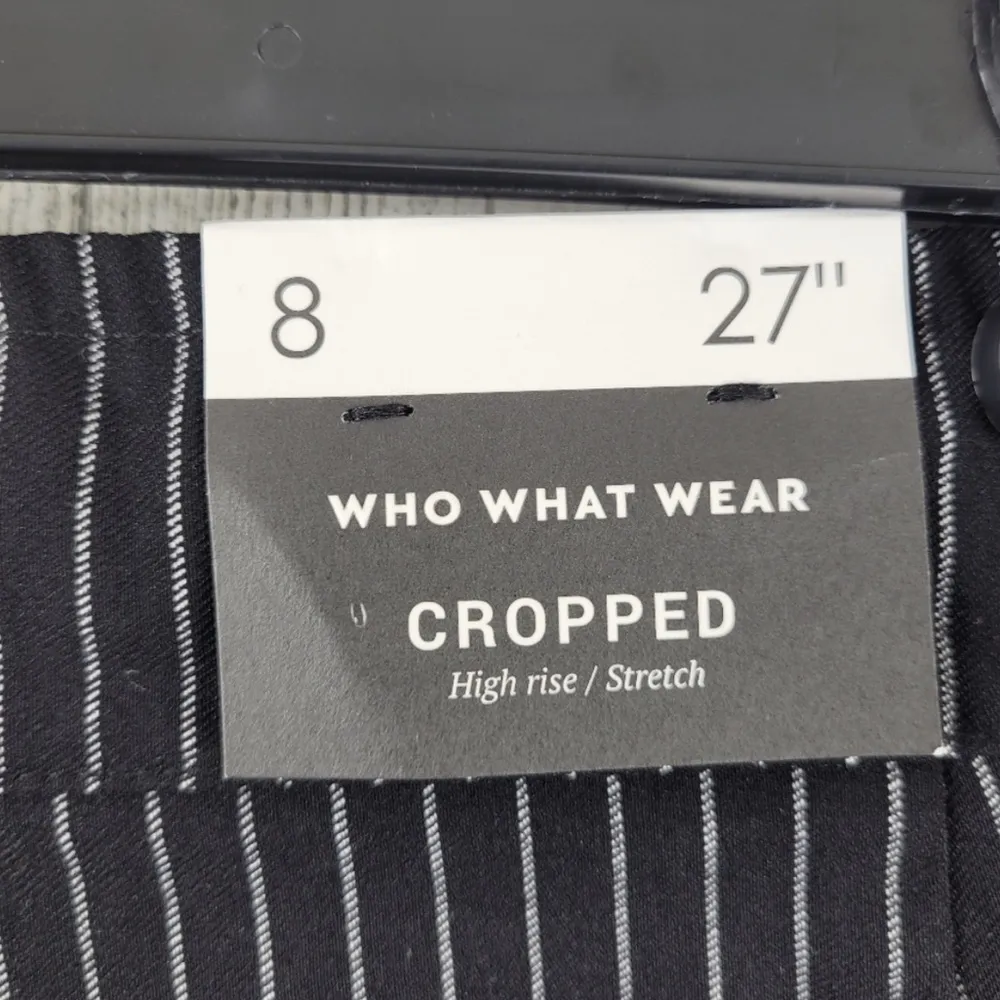 8 27"
WHO WHAT WEAR
CROPPED
High rise / Stretch